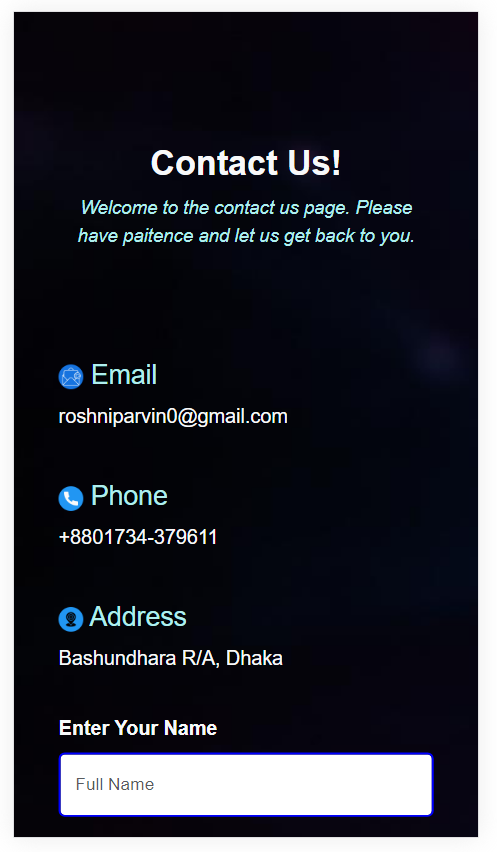 Contact Us!
Welcome to the contact us page. Please
have paitence and let us get back to you.
Email
roshniparvin0@gmail.com
Phone
+8801734-379611
Address
Bashundhara R/A, Dhaka
Enter Your Name
Full Name